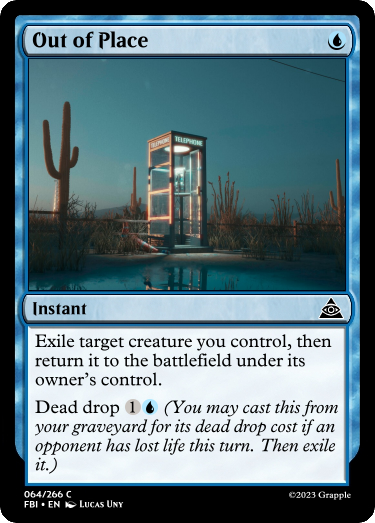 Out of Place
TELEPHONE
TELEPHONE
Instant
Exile target creature you control, then
return it to the battlefield under its
owner's control.
Dead drop 1 (You may cast this from
your graveyard for its dead drop cost if an
opponent has lost life this turn. Then exile
it.)
064/266 C
FBI • EN Lucas Uny
©2023 Grapple